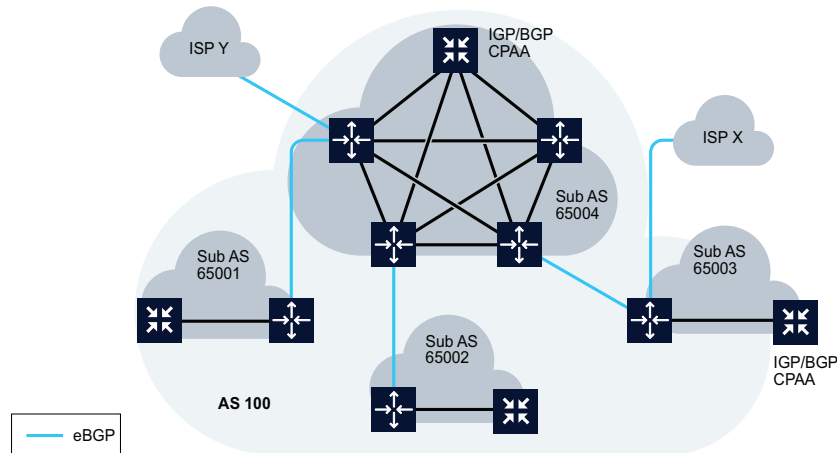 ISP Y
IGP/BGP
CPAA
ISP X
Sub AS
65004
Sub AS
65001
Sub AS
65003
Sub AS
65002
IGP/BGP
CPAA
AS 100
eBGP